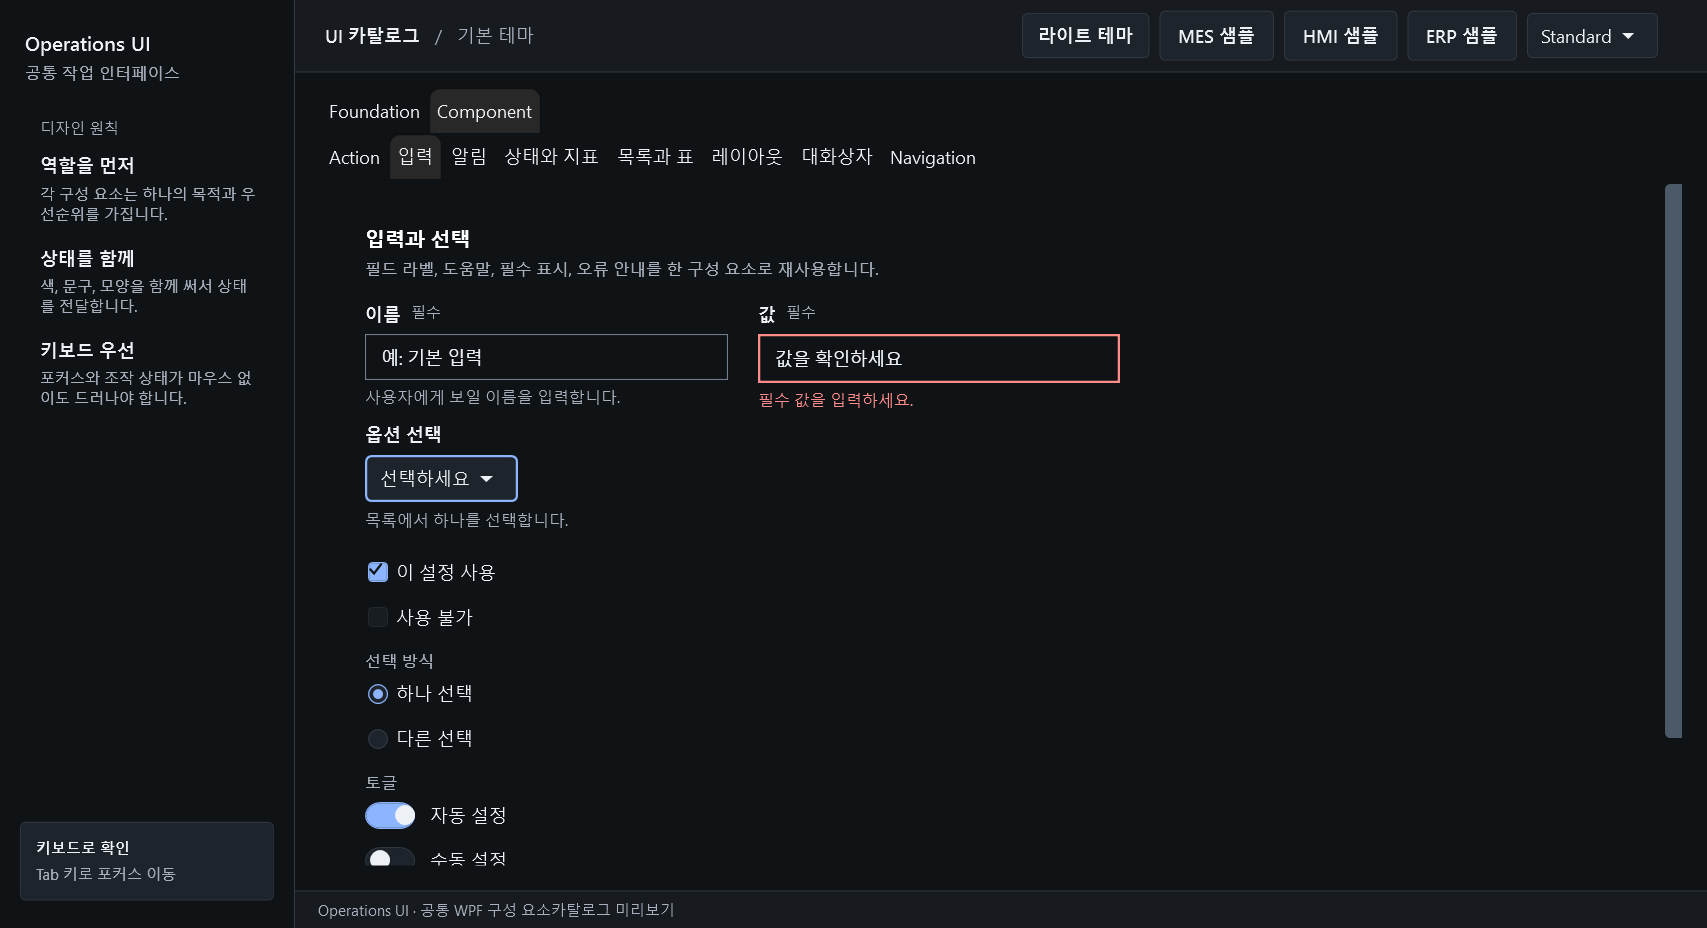 Operations UI
공통 작업 인터페이스
디자인 원칙
역할을 먼저
각 구성 요소는 하나의 목적과 우
선순위를 가집니다.
상태를 함께
색, 문구, 모양을 함께 써서 상태
를 전달합니다.
키보드 우선
포커스와 조작 상태가 마우스 없
이도 드러나야 합니다.
키보드로 확인
Tab 키로 포커스 이동
UI 카탈로그 / 기본 테마
라이트 테마 MES 샘플 HMI 샘플 ERP 샘플 Standard
Foundation Component
Action 입력 알림 상태와 지표 목록과 표 레이아웃 대화상자 Navigation
입력과 선택
필드 라벨, 도움말, 필수 표시, 오류 안내를 한 구성 요소로 재사용합니다.
이름 필수 값 필수
예: 기본 입력 값을 확인하세요
사용자에게 보일 이름을 입력합니다. 필수 값을 입력하세요.
옵션 선택
선택하세요
목록에서 하나를 선택합니다.
이 설정 사용
사용 불가
선택 방식
하나 선택
다른 선택
토글
자동 설정
수동 설정
Operations UI · 공통 WPF 구성 요소카탈로그 미리보기